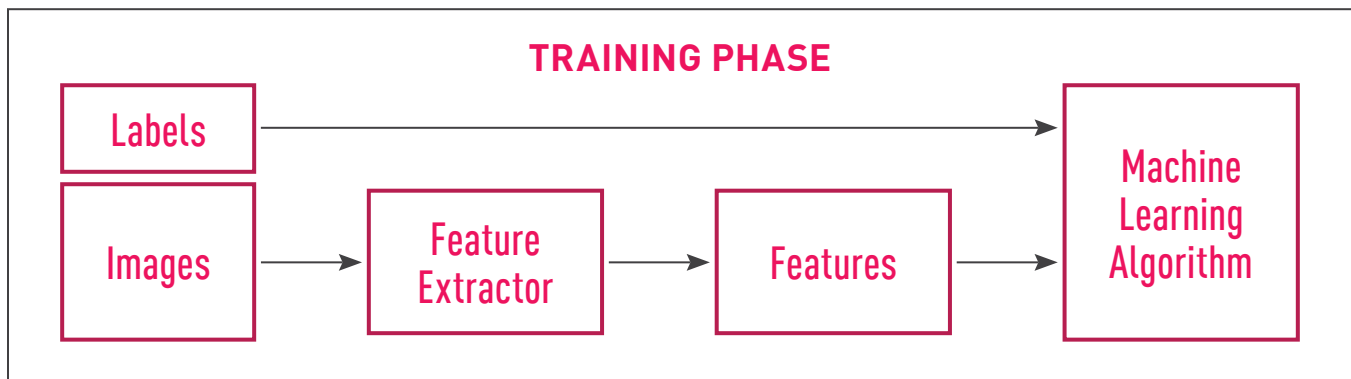 TRAINING PHASE
Labels
Images
Feature
Extractor
Features
Machine
Learning
Algorithm